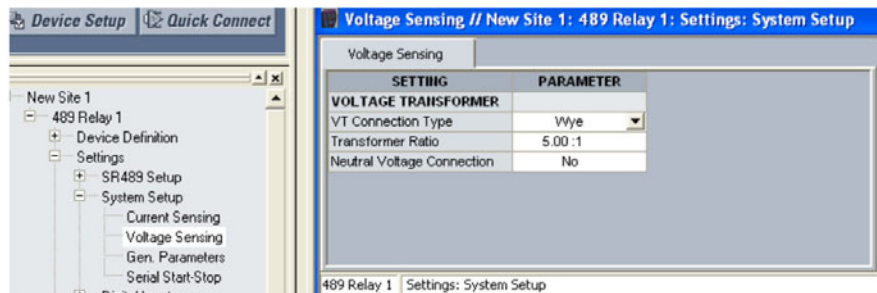 Device Setup
Quick Connect
New Site 1
489 Relay 1
Device Definition
Settings
SR489 Setup
System Setup
Current Sensing
Voltage Sensing
Gen. Parameters
Serial Start-Stop
Voltage Sensing // New Site 1: 489 Relay 1: Settings: System Setup
Voltage Sensing
SETTING PARAMETER
VOLTAGE TRANSFORMER
VT Connection Type Wye
Transformer Ratio 5.00 :1
Neutral Voltage Connection No
489 Relay 1 Settings: System Setup